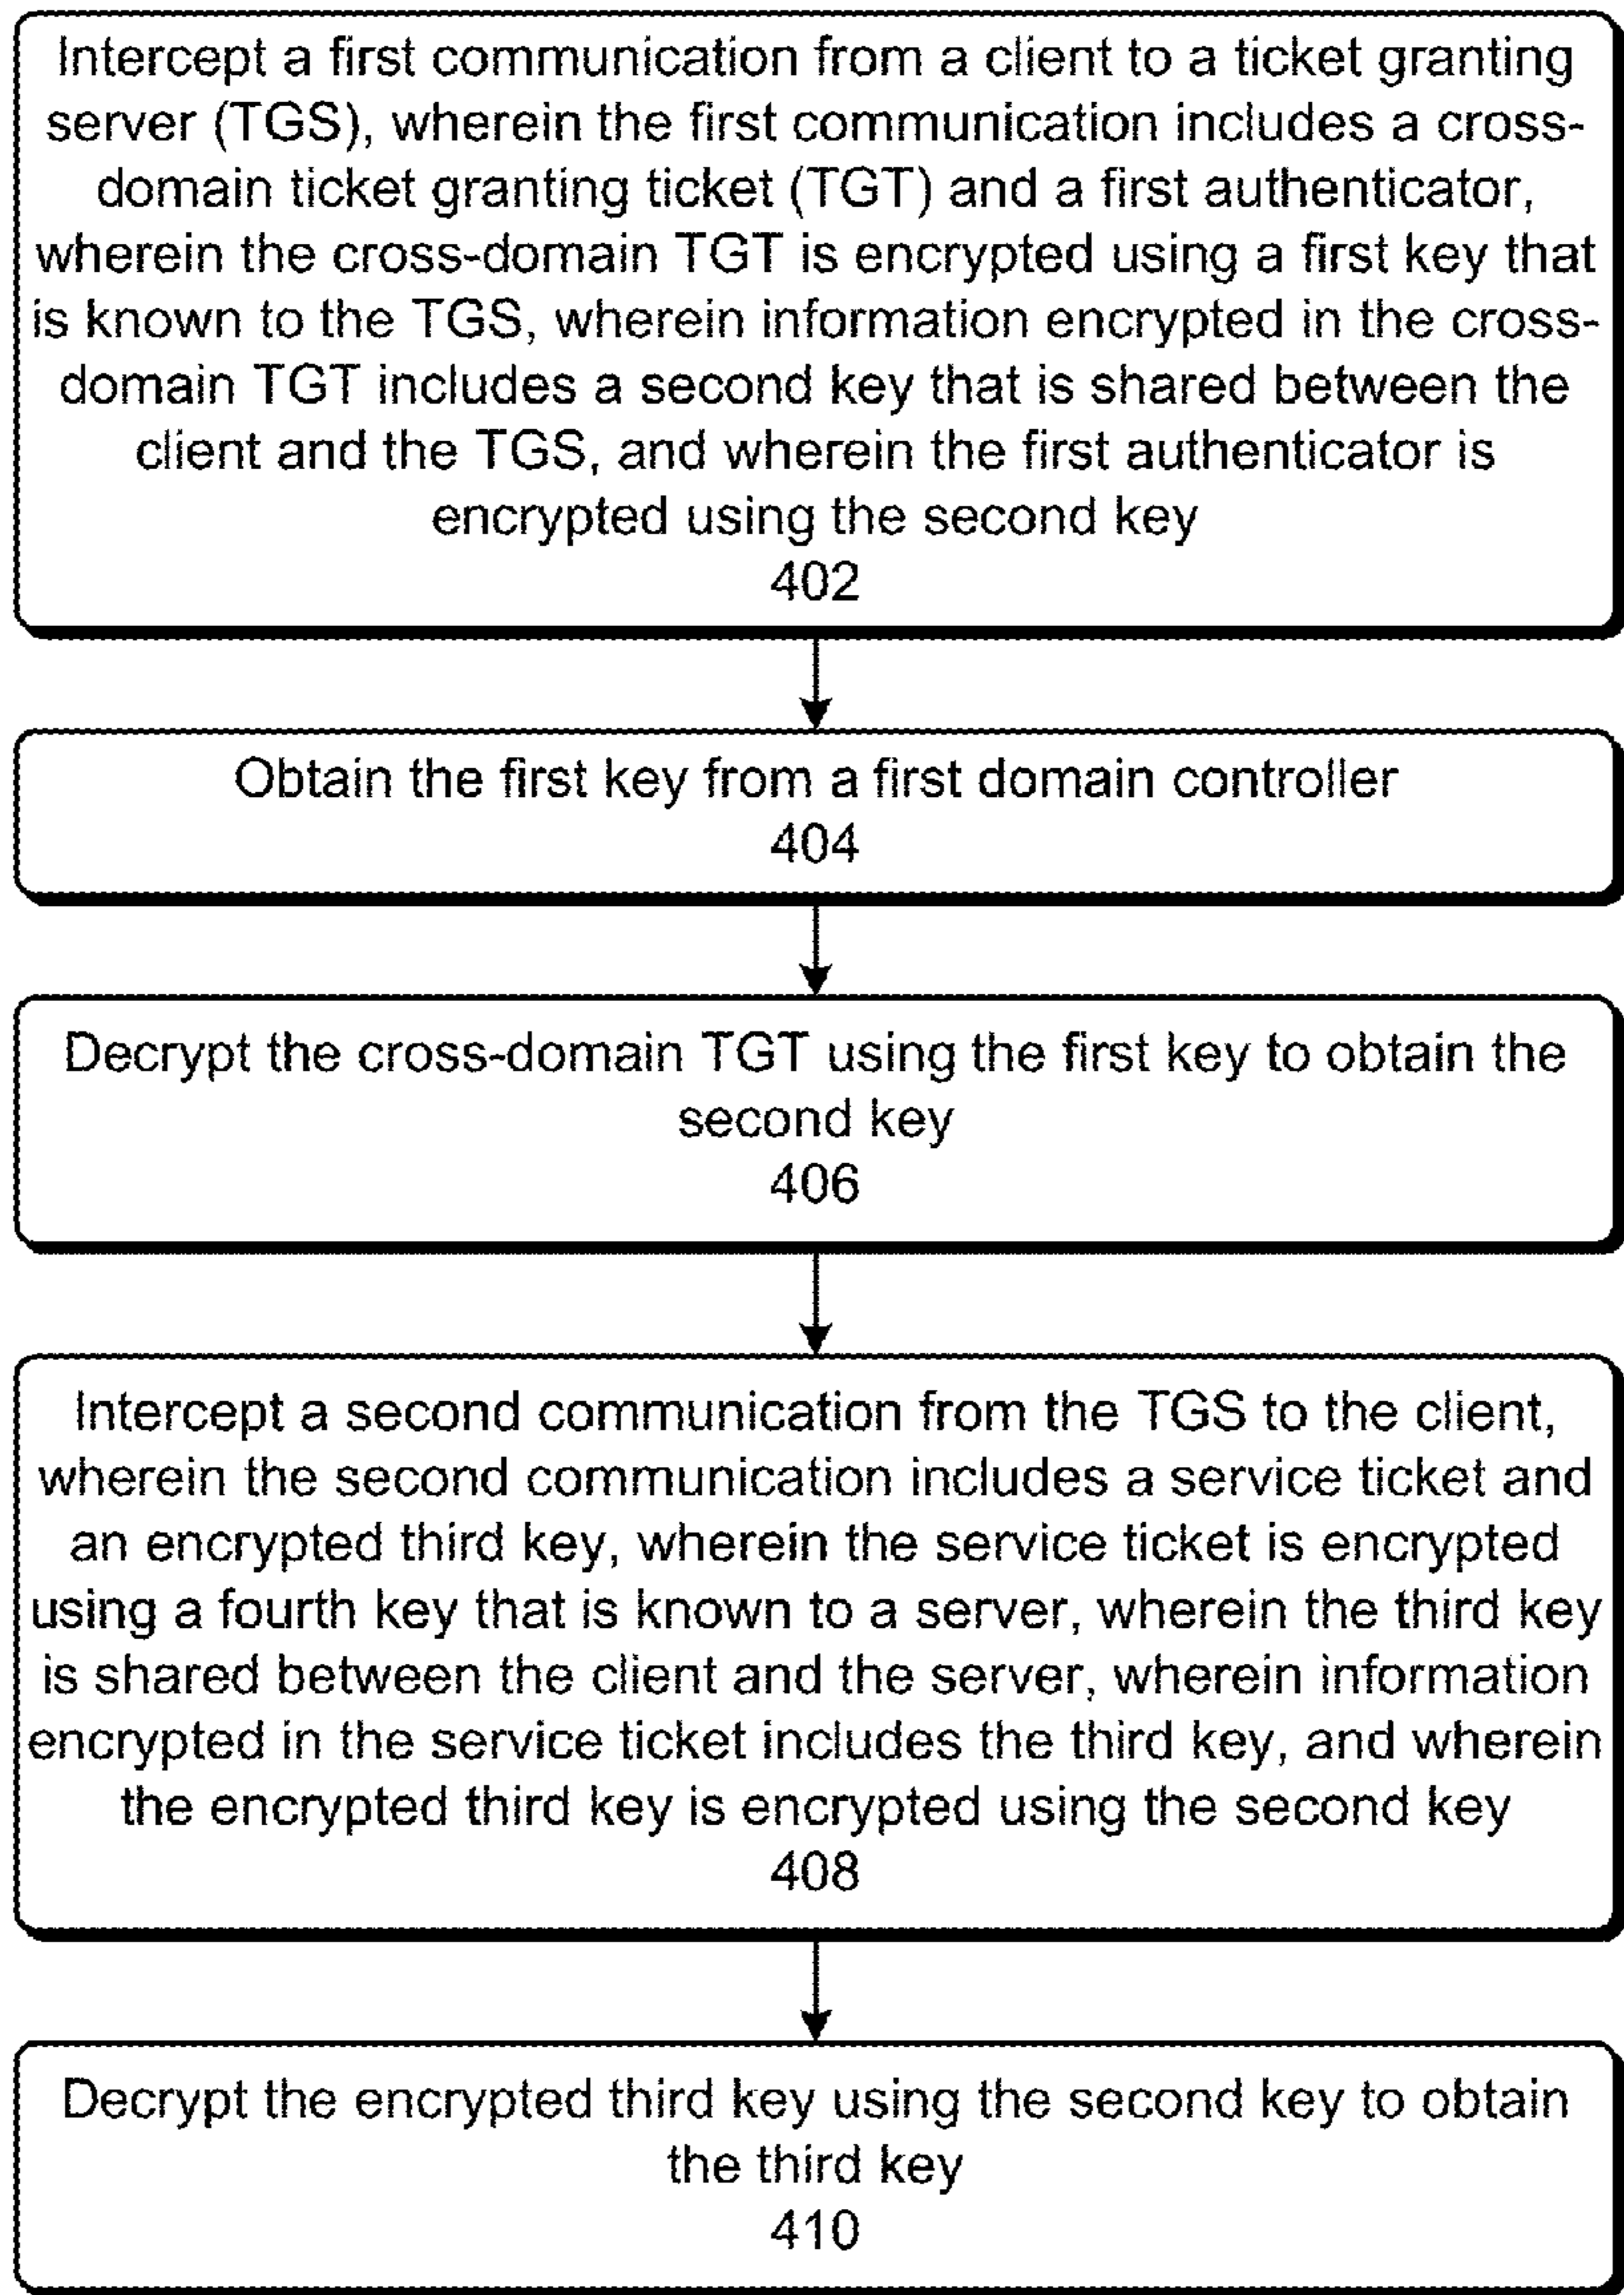 Intercept a first communication from a client to a ticket granting
server (TGS), wherein the first communication includes a cross-
domain ticket granting ticket (TGT) and a first authenticator,
wherein the cross-domain TGT is encrypted using a first key that
is known to the TGS, wherein information encrypted in the cross-
domain TGT includes a second key that is shared between the
client and the TGS, and wherein the first authenticator is
encrypted using the second key
402
Obtain the first key from a first domain controller
404
Decrypt the cross-domain TGT using the first key to obtain the
second key
406
Intercept a second communication from the TGS to the client,
wherein the second communication includes a service ticket and
an encrypted third key, wherein the service ticket is encrypted
using a fourth key that is known to a server, wherein the third key
is shared between the client and the server, wherein information
encrypted in the service ticket includes the third key, and wherein
the encrypted third key is encrypted using the second key
408
Decrypt the encrypted third key using the second key to obtain
the third key
410